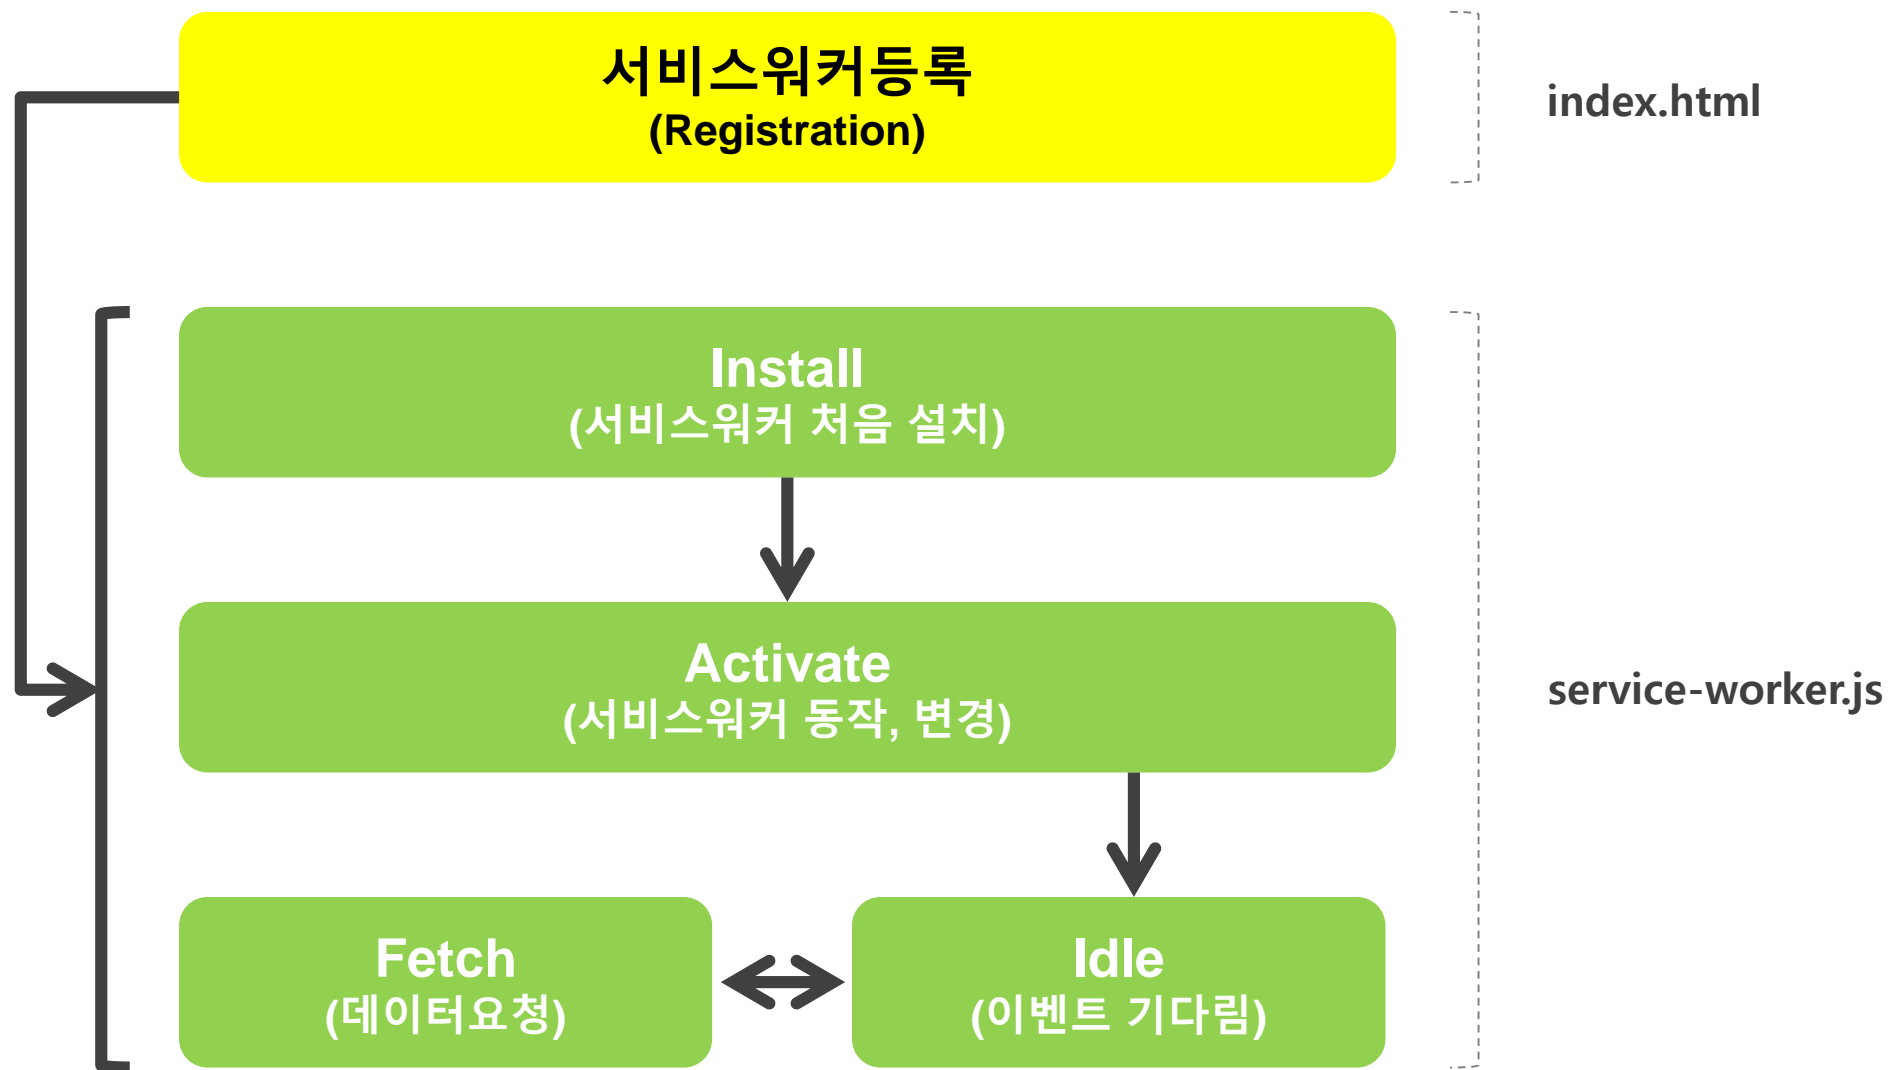 서비스워커등록
(Registration)
index.html
Install
(서비스워커 처음 설치)
Activate
(서비스워커 동작, 변경)
service-worker.js
Fetch
(데이터요청)
Idle
(이벤트 기다림)